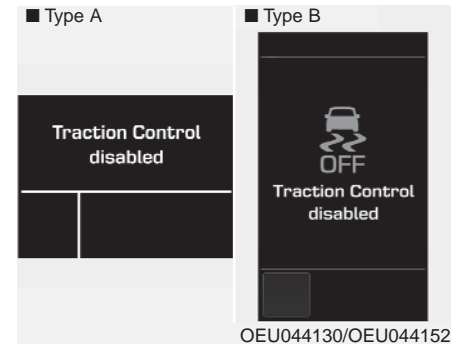 ■ Type A
Traction Control
disabled
■ Type B
OFF
Traction Control
disabled
OEU044130/OEU044152